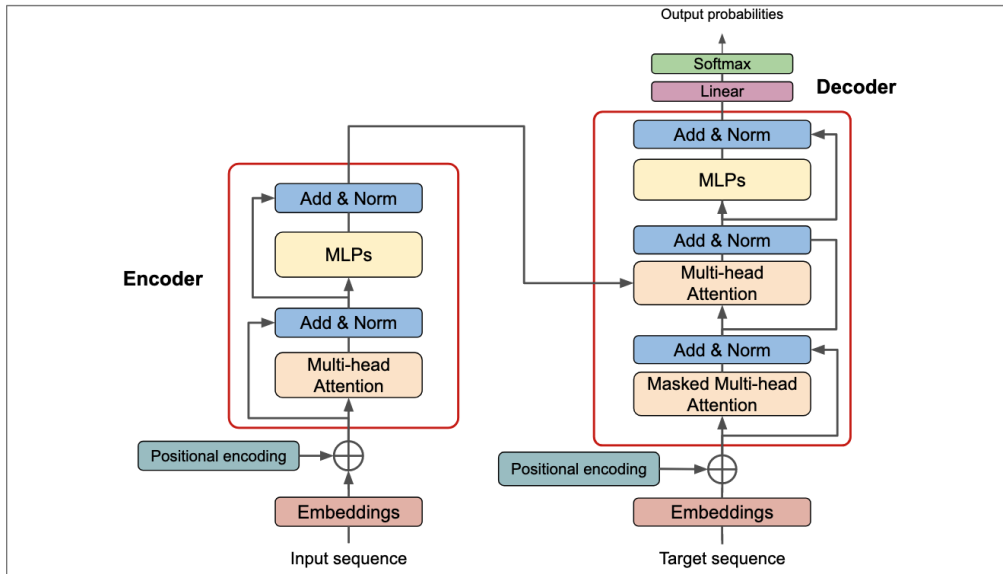 Output probabilities
Softmax
Linear
Decoder
Add & Norm
MLPs
Add & Norm
Multi-head
Attention
Add & Norm
Masked Multi-head
Attention
Positional encoding
Embeddings
Target sequence
Encoder
Add & Norm
MLPs
Add & Norm
Multi-head
Attention
Positional encoding
Embeddings
Input sequence